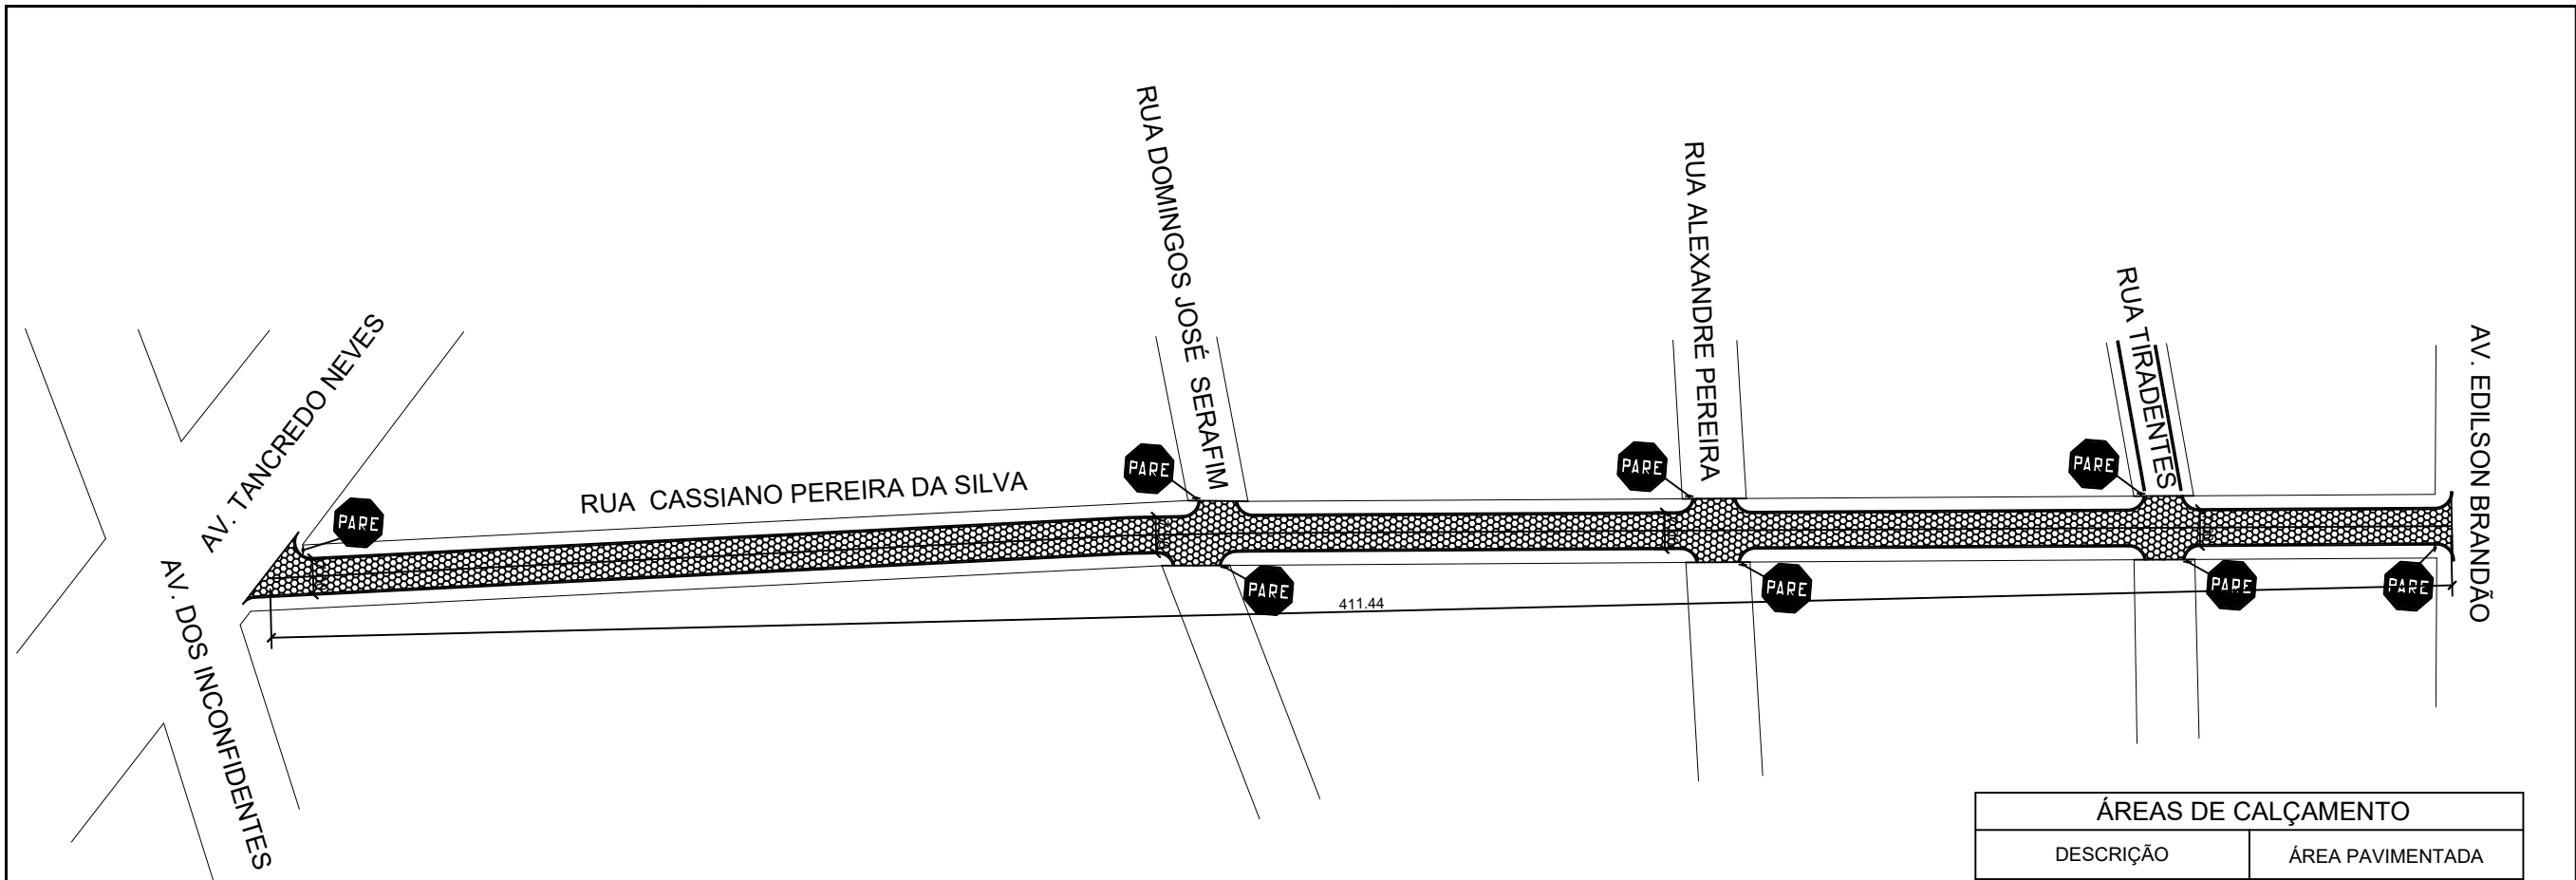 RUA DOMINGOS JOSÉ SERAFIM
RUA ALEXANDRE PEREIRA
RUA TIRADENTES
AV. EDILSON BRANDÃO
AV. TANCREDO NEVES
RUA CASSIANO PEREIRA DA SILVA
PARE
PARE
PARE
PARE
PARE
PARE
PARE
PARE
411.44
AV. DOS INCONFIDENTES
ÁREAS DE CALÇAMENTO
DESCRIÇÃO
ÁREA PAVIMENTADA